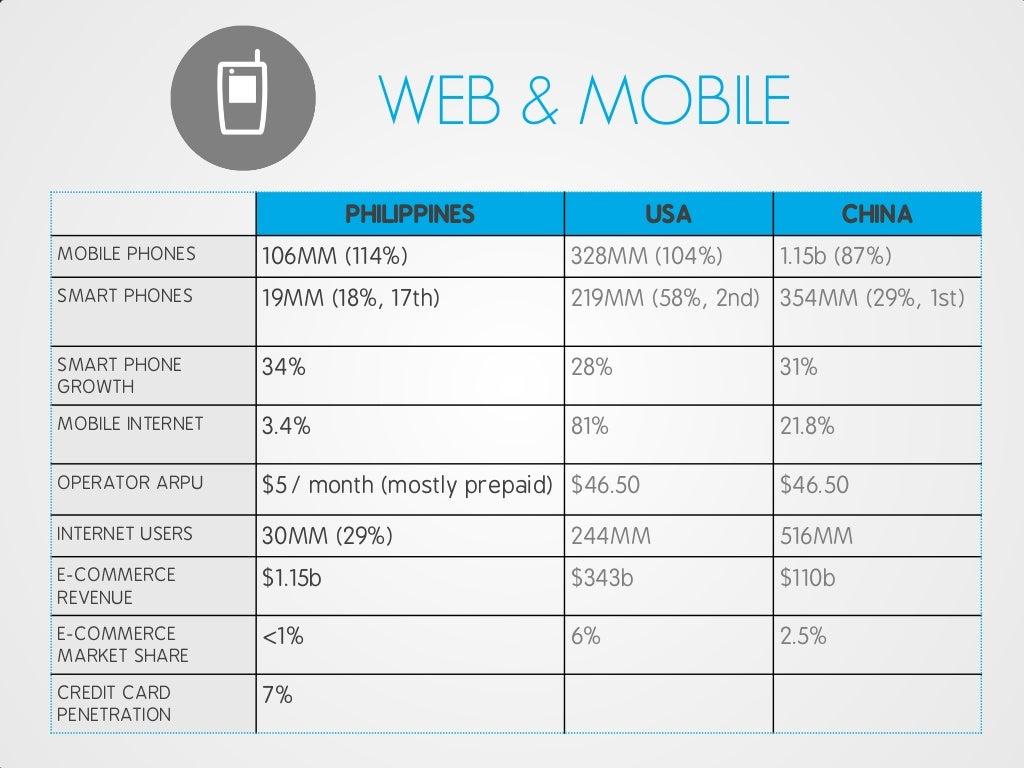 WEB & MOBILE
PHILIPPINES USA CHINA
MOBILE PHONES 106MM (114%) 328MM (104%) 1.15b (87%)
SMART PHONES 19MM (18%, 17th) 219MM (58%, 2nd) 354MM (29%, 1st)
SMART PHONE 34% 28% 31%
GROWTH
MOBILE INTERNET 3.4% 81% 21.8%
OPERATOR ARPU $5 / month (mostly prepaid) $46.50 $46.50
INTERNET USERS 30MM (29%) 244MM 516MM
E-COMMERCE $1.15b $343b $110b
REVENUE
E-COMMERCE <1% 6% 2.5%
MARKET SHARE
CREDIT CARD 7%
PENETRATION